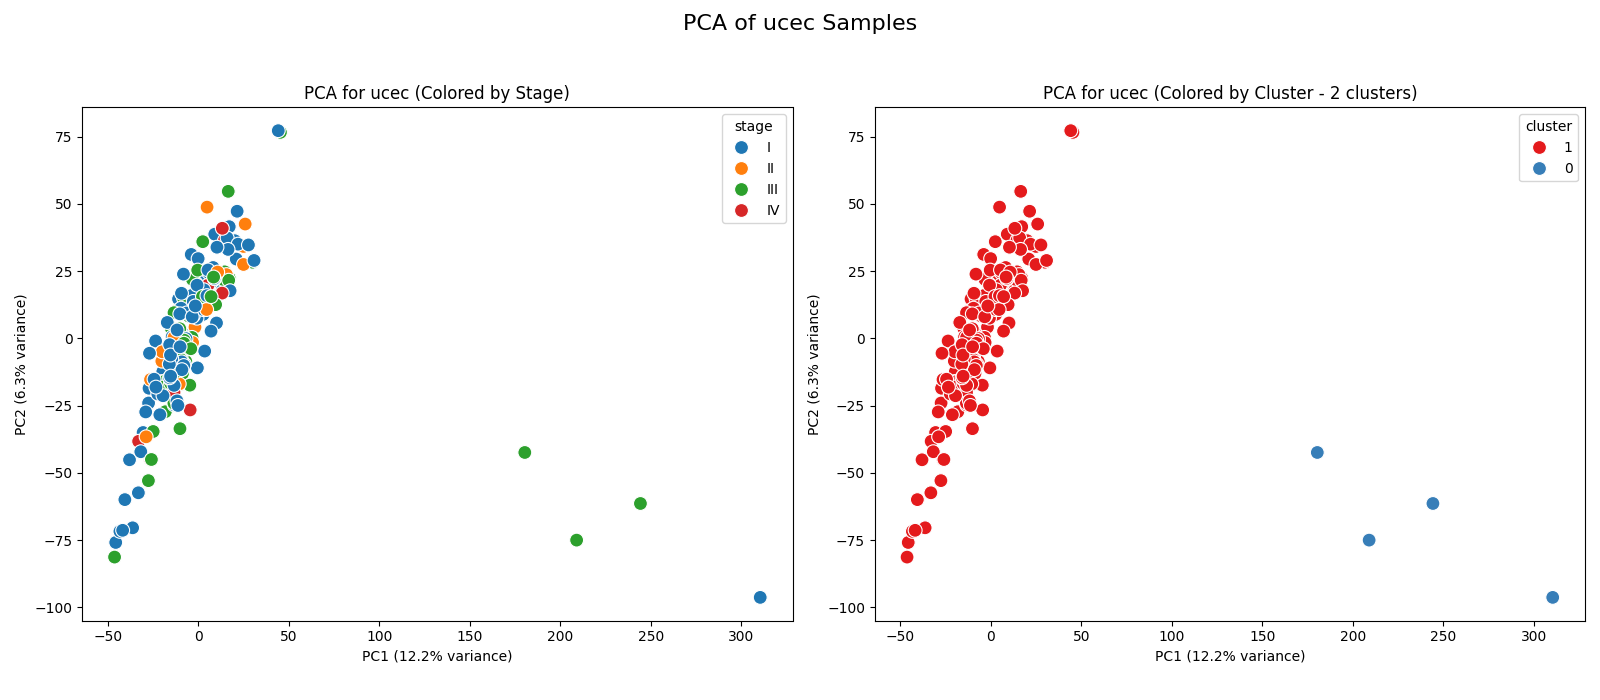 PCA of ucec Samples
PCA for ucec (Colored by Stage)
stage
I
II
III
IV
75
50
25
0
−25
−50
−75
−100
PC2 (6.3% variance)
−50
0
50
100
150
200
250
300
PC1 (12.2% variance)
PCA for ucec (Colored by Cluster - 2 clusters)
cluster
1
0
75
50
25
0
−25
−50
−75
−100
PC2 (6.3% variance)
−50
0
50
100
150
200
250
300
PC1 (12.2% variance)